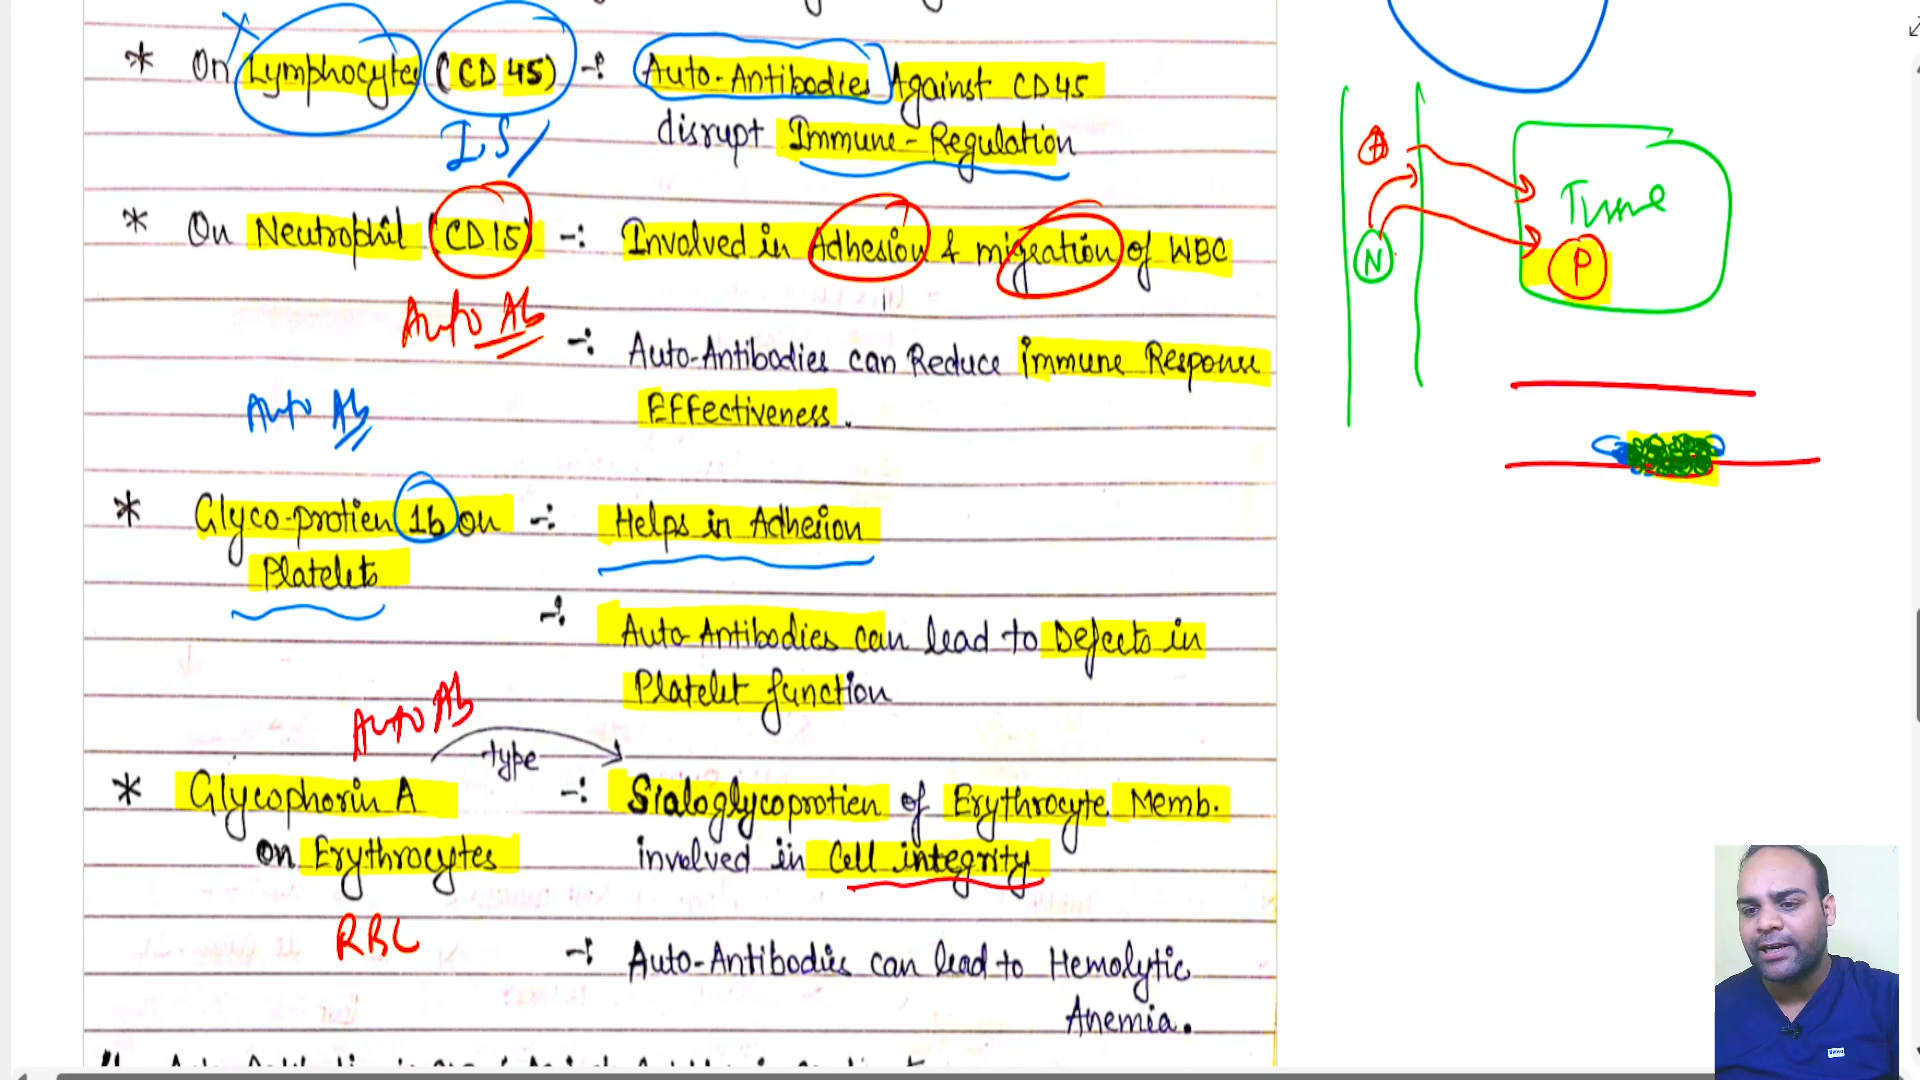 * On Lymphocytes (CD 45) -: Auto-Antibodies Against CD45
disrupt Immune-Regulation
* On Neutrophil (CD15) -: Involved in Adhesion & migration of WBC
Auto Ab
-: Auto-Antibodies can Reduce immune Response
Effectiveness.
Auto Ab
* Glyco-protien 1b on -: Helps in Adhesion
Platelets
-: Auto Antibodies can lead to Defects in
Platelet function
Auto Ab
type
* Glycophorin A -: Sialoglycoprotien of Erythrocyte Memb.
on Erythrocytes involved in Cell integrity
RBC
-: Auto-Antibodies can lead to Hemolytic
Anemia.
N
P